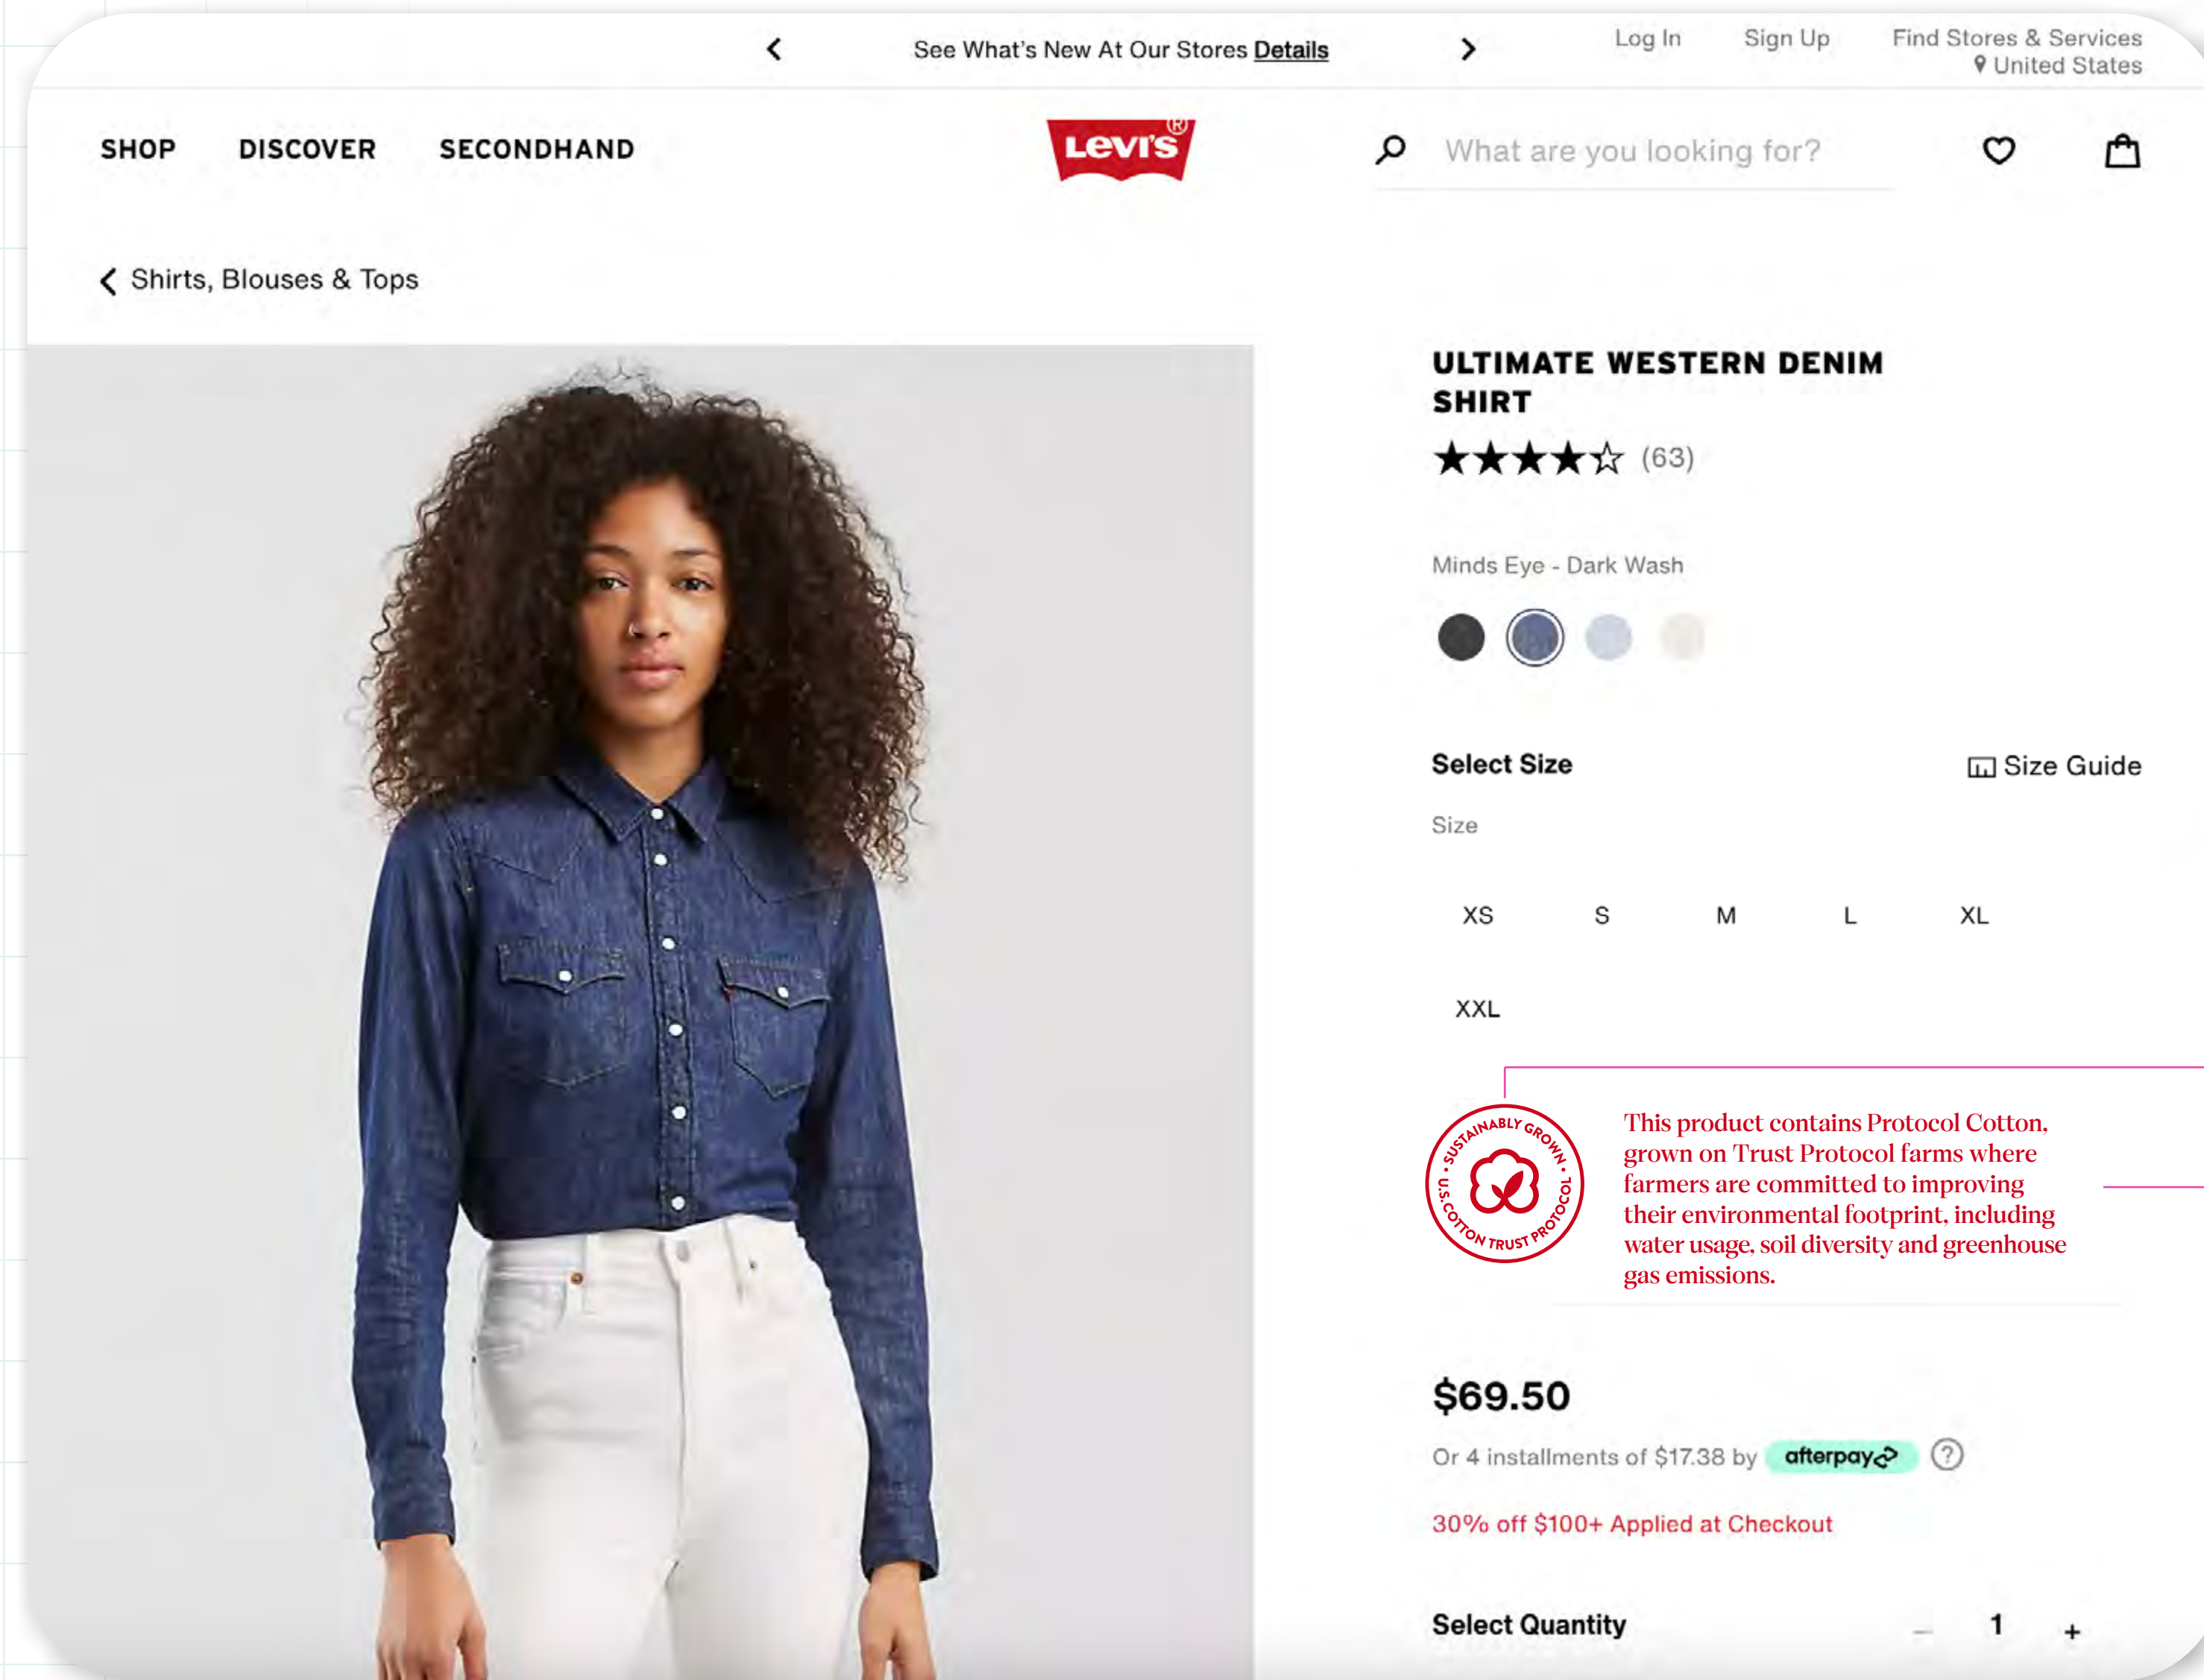 See What's New At Our Stores Details
Log In Sign Up Find Stores & Services
United States
SHOP DISCOVER SECONDHAND
Levi's ®
What are you looking for?
Shirts, Blouses & Tops
ULTIMATE WESTERN DENIM
SHIRT
(63)
Minds Eye - Dark Wash
Select Size
Size Guide
Size
XS S M L XL
XXL
• SUSTAINABLY GROWN • U.S. COTTON TRUST PROTOCOL
This product contains Protocol Cotton,
grown on Trust Protocol farms where
farmers are committed to improving
their environmental footprint, including
water usage, soil diversity and greenhouse
gas emissions.
$69.50
Or 4 installments of $17.38 by afterpay ?
30% off $100+ Applied at Checkout
Select Quantity
– 1 +